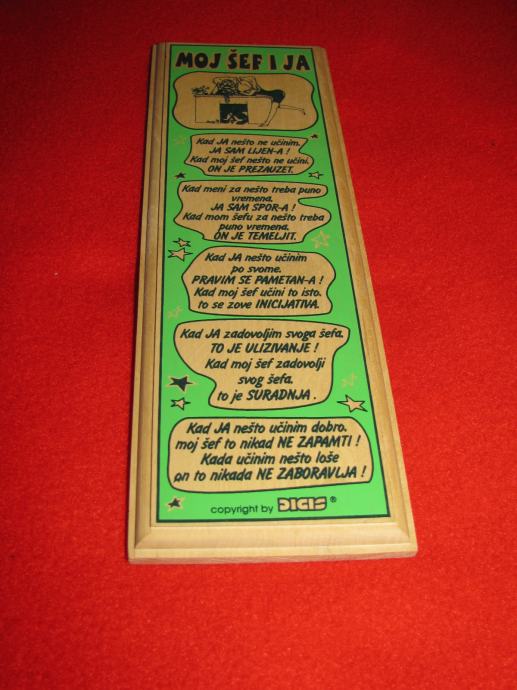 MOJ ŠEF I JA
Kad JA nešto ne učinim.
JA SAM LIJEN-A !
Kad moj šef nešto ne učini.
ON JE PREZAUZET.
Kad meni za nešto treba puno
vremena.
JA SAM SPOR-A !
Kad mom šefu za nešto treba
puno vremena.
ON JE TEMELJIT.
Kad JA nešto učinim
po svome.
PRAVIM SE PAMETAN-A !
Kad moj šef učini to isto.
to se zove INICIJATIVA.
Kad JA zadovoljim svoga šefa.
TO JE ULIZIVANJE !
Kad moj šef zadovolji
svog šefa.
to je SURADNJA .
Kad JA nešto učinim dobro.
moj šef to nikad NE ZAPAMTI !
Kada učinim nešto loše
on to nikada NE ZABORAVLJA !
copyright by DIGIS ®